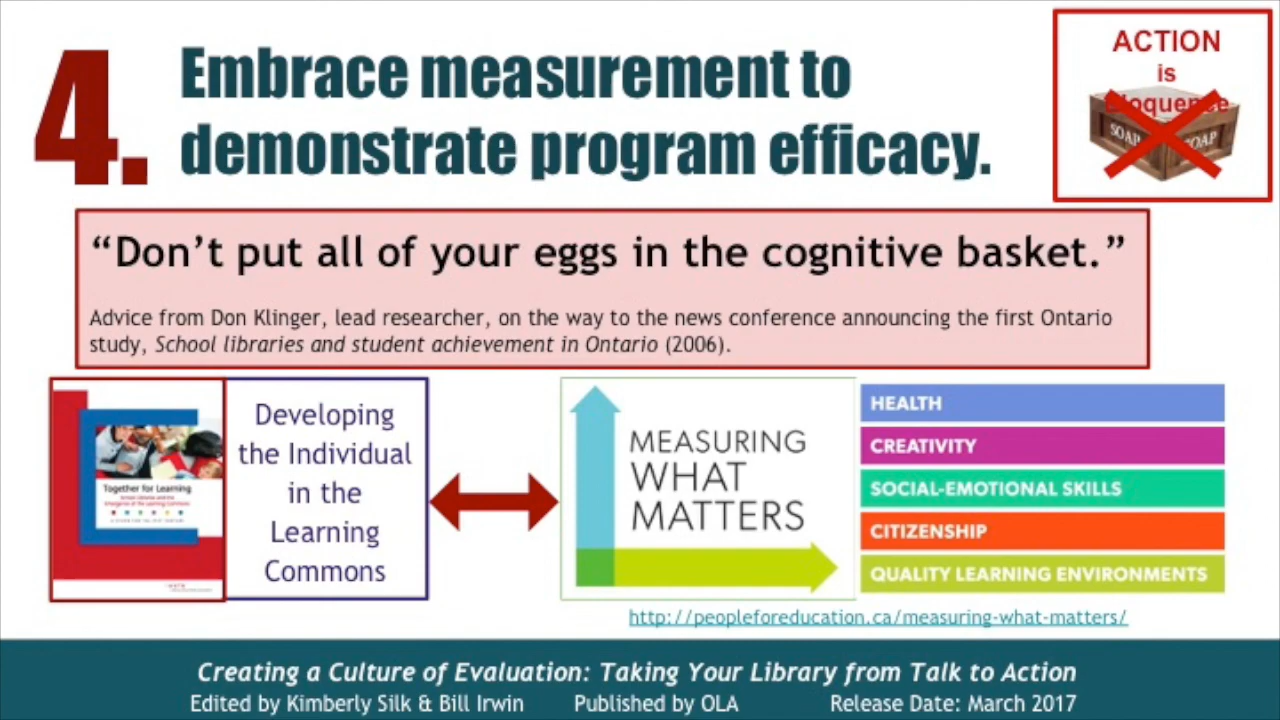 4.
Embrace measurement to
demonstrate program efficacy.
ACTION
is
Eloquence
SOAP
SOAP
“Don’t put all of your eggs in the cognitive basket.”
Advice from Don Klinger, lead researcher, on the way to the news conference announcing the first Ontario
study, School libraries and student achievement in Ontario (2006).
Together for Learning
Developing
the Individual
in the
Learning
Commons
MEASURING
WHAT
MATTERS
HEALTH
CREATIVITY
SOCIAL-EMOTIONAL SKILLS
CITIZENSHIP
QUALITY LEARNING ENVIRONMENTS
http://peopleforeducation.ca/measuring-what-matters/
Creating a Culture of Evaluation: Taking Your Library from Talk to Action
Edited by Kimberly Silk & Bill Irwin Published by OLA Release Date: March 2017